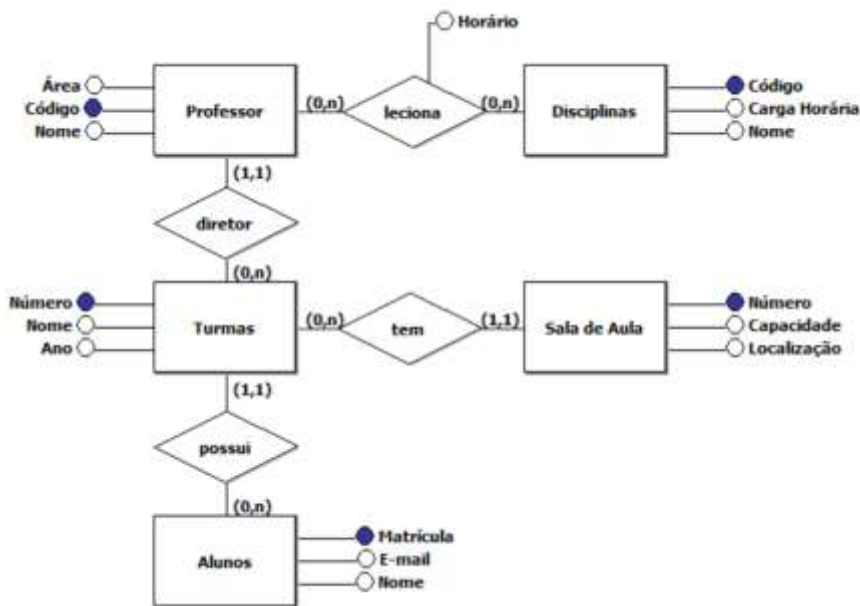 Horário
Área
Código
Nome
Professor
(0,n)
leciona
(0,n)
Disciplinas
Código
Carga Horária
Nome
(1,1)
diretor
(0,n)
Número
Nome
Ano
Turmas
(0,n)
tem
(1,1)
Sala de Aula
Número
Capacidade
Localização
(1,1)
possui
(0,n)
Alunos
Matrícula
E-mail
Nome